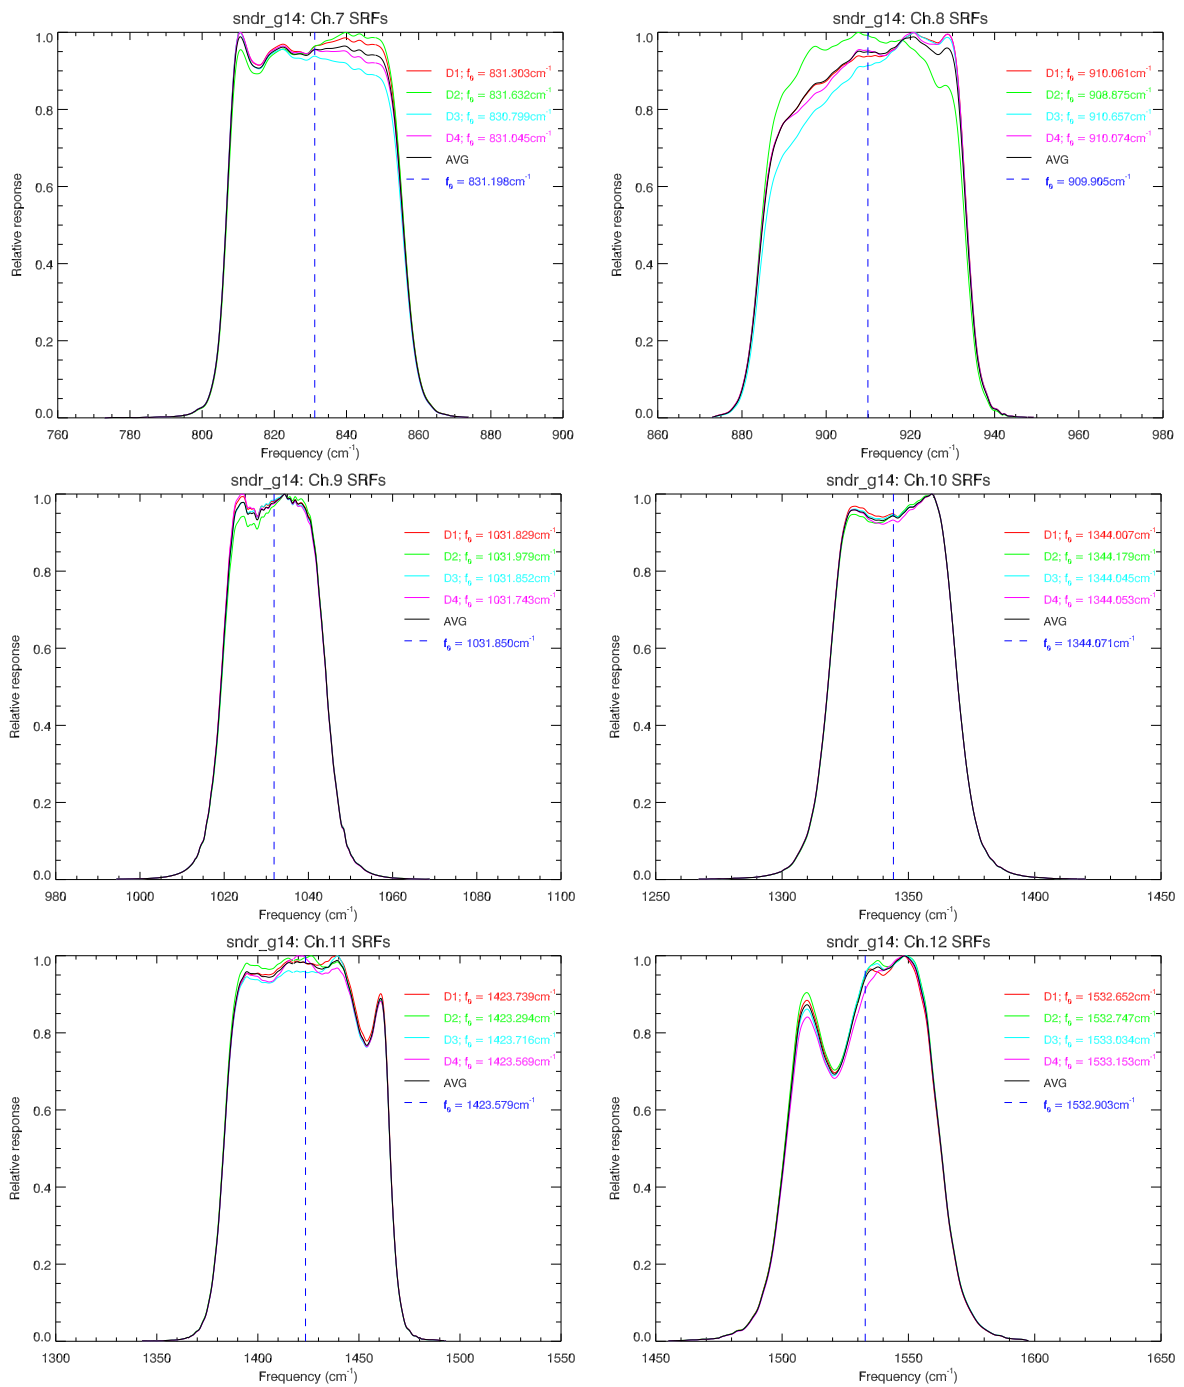 sndr_g14: Ch.7 SRFs
Relative response
1.0
0.8
0.6
0.4
0.2
0.0
D1; f₀ = 831.303cm⁻¹
D2; f₀ = 831.632cm⁻¹
D3; f₀ = 830.799cm⁻¹
D4; f₀ = 831.045cm⁻¹
AVG
f₀ = 831.198cm⁻¹
760 780 800 820 840 860 880 900
Frequency (cm⁻¹)
sndr_g14: Ch.8 SRFs
Relative response
1.0
0.8
0.6
0.4
0.2
0.0
D1; f₀ = 910.061cm⁻¹
D2; f₀ = 908.875cm⁻¹
D3; f₀ = 910.667cm⁻¹
D4; f₀ = 910.074cm⁻¹
AVG
f₀ = 909.905cm⁻¹
860 880 900 920 940 960 980
Frequency (cm⁻¹)
sndr_g14: Ch.9 SRFs
Relative response
1.0
0.8
0.6
0.4
0.2
0.0
D1; f₀ = 1031.829cm⁻¹
D2; f₀ = 1031.979cm⁻¹
D3; f₀ = 1031.852cm⁻¹
D4; f₀ = 1031.743cm⁻¹
AVG
f₀ = 1031.850cm⁻¹
980 1000 1020 1040 1060 1080 1100
Frequency (cm⁻¹)
sndr_g14: Ch.10 SRFs
Relative response
1.0
0.8
0.6
0.4
0.2
0.0
D1; f₀ = 1344.007cm⁻¹
D2; f₀ = 1344.179cm⁻¹
D3; f₀ = 1344.045cm⁻¹
D4; f₀ = 1344.053cm⁻¹
AVG
f₀ = 1344.071cm⁻¹
1250 1300 1350 1400 1450
Frequency (cm⁻¹)
sndr_g14: Ch.11 SRFs
Relative response
1.0
0.8
0.6
0.4
0.2
0.0
D1; f₀ = 1423.739cm⁻¹
D2; f₀ = 1423.294cm⁻¹
D3; f₀ = 1423.716cm⁻¹
D4; f₀ = 1423.569cm⁻¹
AVG
f₀ = 1423.579cm⁻¹
1300 1350 1400 1450 1500 1550
Frequency (cm⁻¹)
sndr_g14: Ch.12 SRFs
Relative response
1.0
0.8
0.6
0.4
0.2
0.0
D1; f₀ = 1532.652cm⁻¹
D2; f₀ = 1532.747cm⁻¹
D3; f₀ = 1533.034cm⁻¹
D4; f₀ = 1533.153cm⁻¹
AVG
f₀ = 1532.903cm⁻¹
1450 1500 1550 1600 1650
Frequency (cm⁻¹)